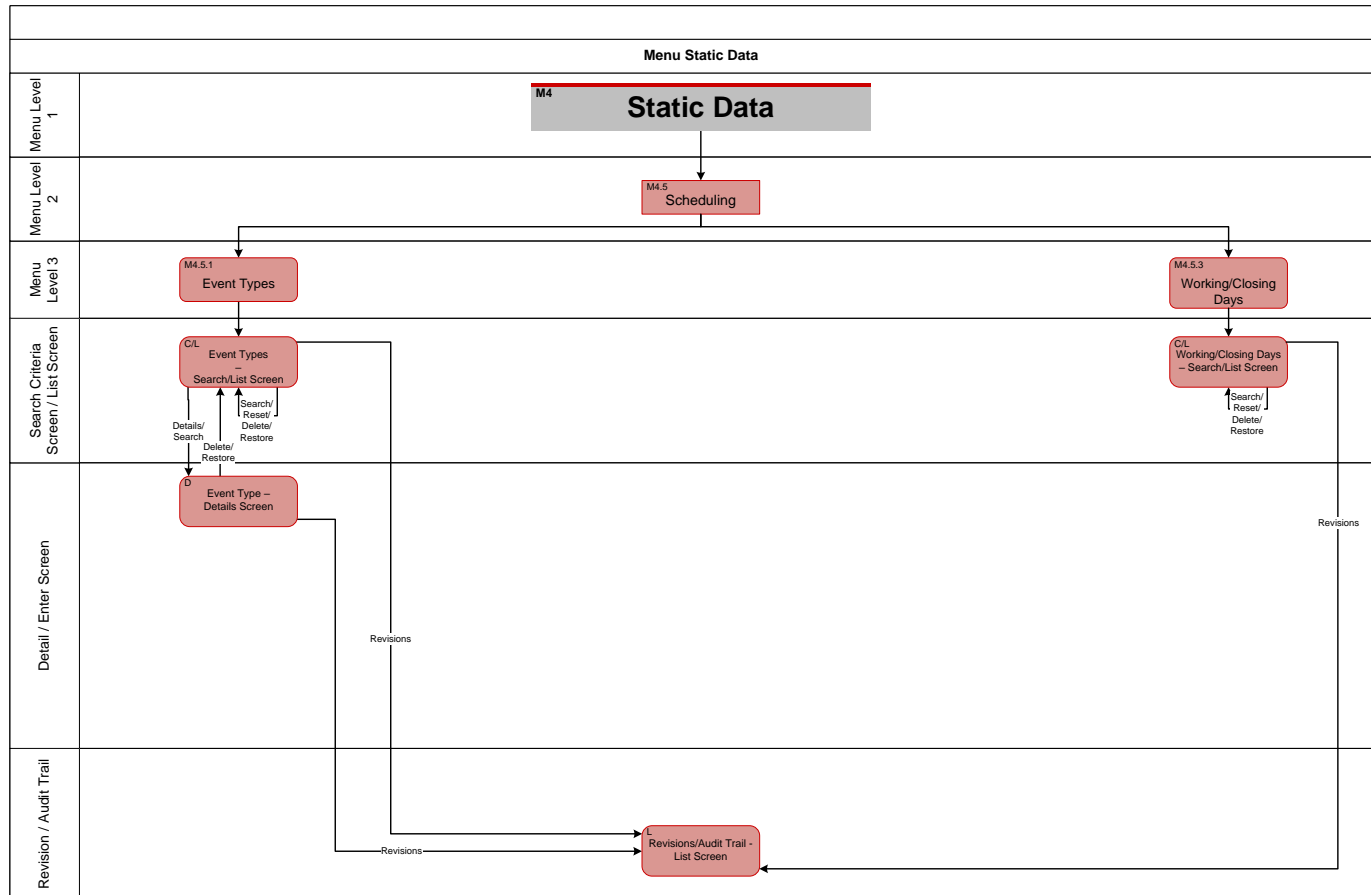 Menu Static Data
Menu Level
1
M4
Static Data
Menu Level
2
M4.5
Scheduling
Menu
Level 3
M4.5.1
Event Types
M4.5.3
Working/Closing
Days
Search Criteria
Screen / List Screen
C/L
Event Types
–
Search/List Screen
C/L
Working/Closing Days
– Search/List Screen
Details/
Search
Delete/
Restore
Search/
Reset/
Delete/
Restore
Search/
Reset/
Delete/
Restore
Detail / Enter Screen
D
Event Type –
Details Screen
Revisions
Revisions
Revision / Audit Trail
Revisions
L
Revisions/Audit Trail -
List Screen